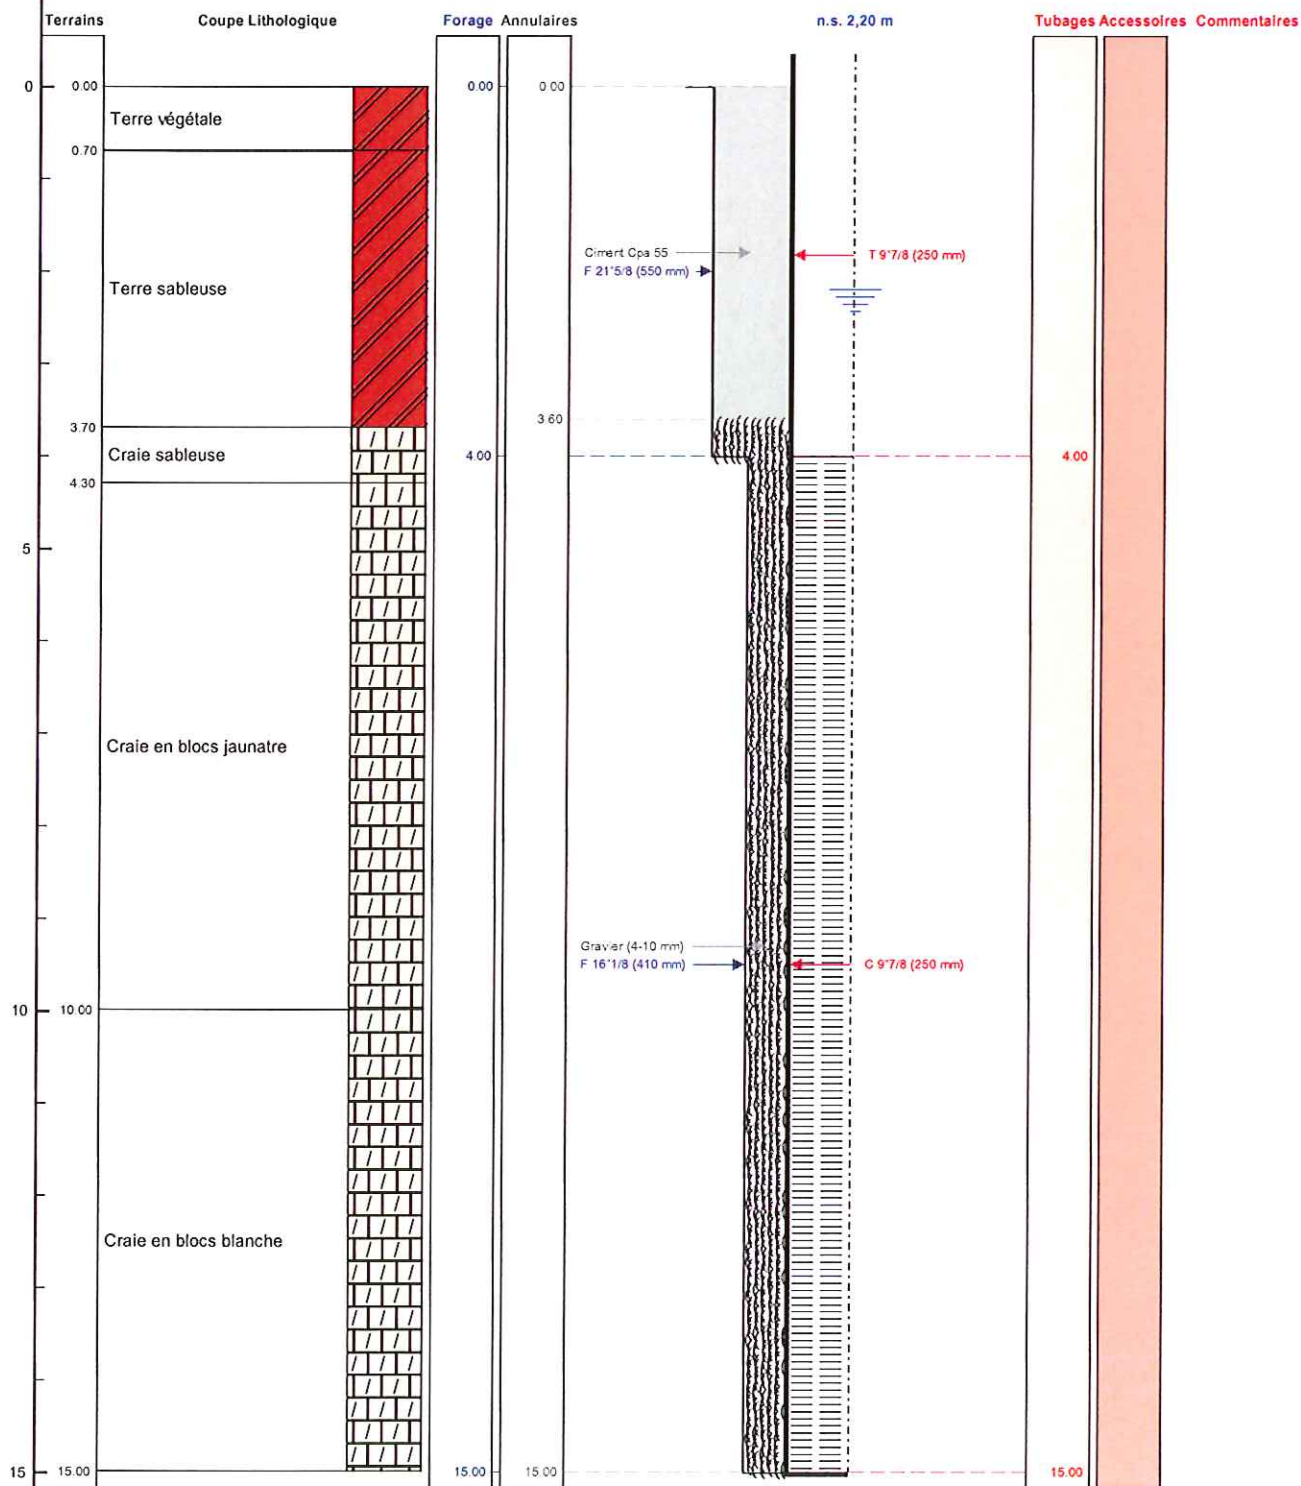 Terrains Coupe Lithologique Forage Annulaires n.s. 2,20 m Tubages Accessoires Commentaires
0 0.00 0.00 0.00
Terre végétale
0.70
Ciment Cpa 55 T 9"7/8 (250 mm)
F 21"5/8 (550 mm)
Terre sableuse
3.60
3.70
Craie sableuse 4.00 4.00
4.30
5
Craie en blocs jaunatre
Gravier (4-10 mm)
F 16"1/8 (410 mm) C 9"7/8 (250 mm)
10 10.00
Craie en blocs blanche
15 15.00 15.00 15.00 15.00